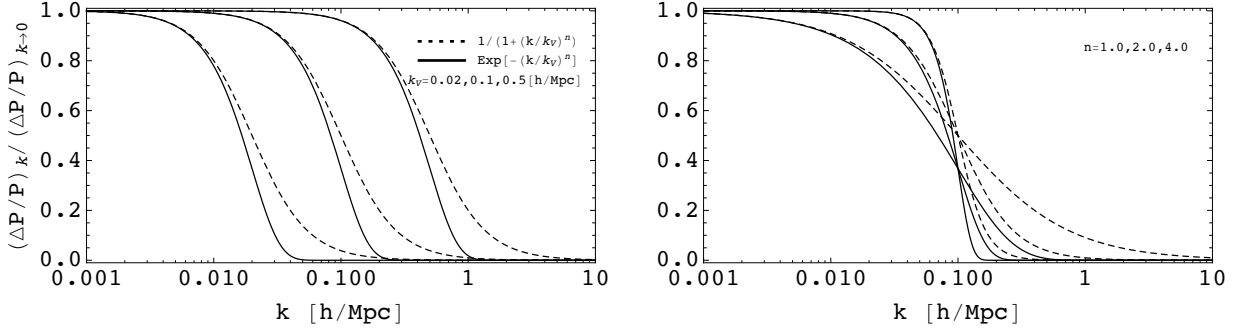 1.0
0.8
0.6
0.4
0.2
0.0
(ΔP/P)k/(ΔP/P)k→0
1/(1+(k/kV)^n)
Exp[-(k/kV)^n]
kV=0.02,0.1,0.5[h/Mpc]
0.001 0.010 0.100 1 10
k [h/Mpc]
1.0
0.8
0.6
0.4
0.2
0.0
n=1.0,2.0,4.0
0.001 0.010 0.100 1 10
k [h/Mpc]